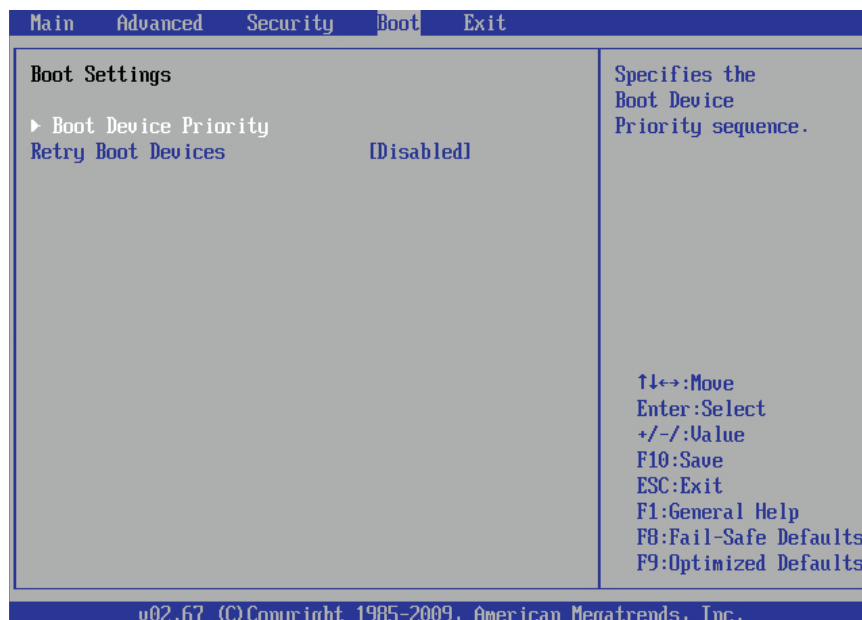 Main Advanced Security Boot Exit
Boot Settings
▶ Boot Device Priority
Retry Boot Devices [Disabled]
Specifies the
Boot Device
Priority sequence.
↑↓←→:Move
Enter:Select
+/-/:Value
F10:Save
ESC:Exit
F1:General Help
F8:Fail-Safe Defaults
F9:Optimized Defaults
v02.67 (C)Copyright 1985-2009, American Megatrends, Inc.